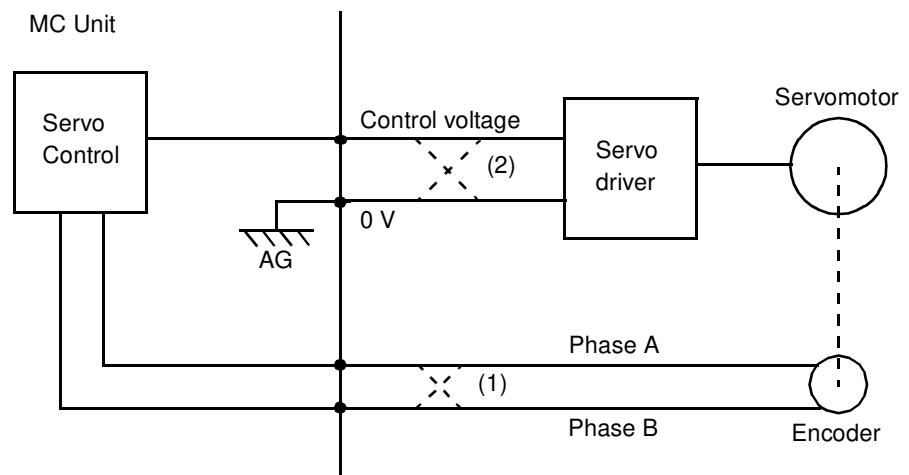 MC Unit
Servo
Control
Control voltage
(2)
0 V
AG
Servo
driver
Servomotor
Phase A
(1)
Phase B
Encoder